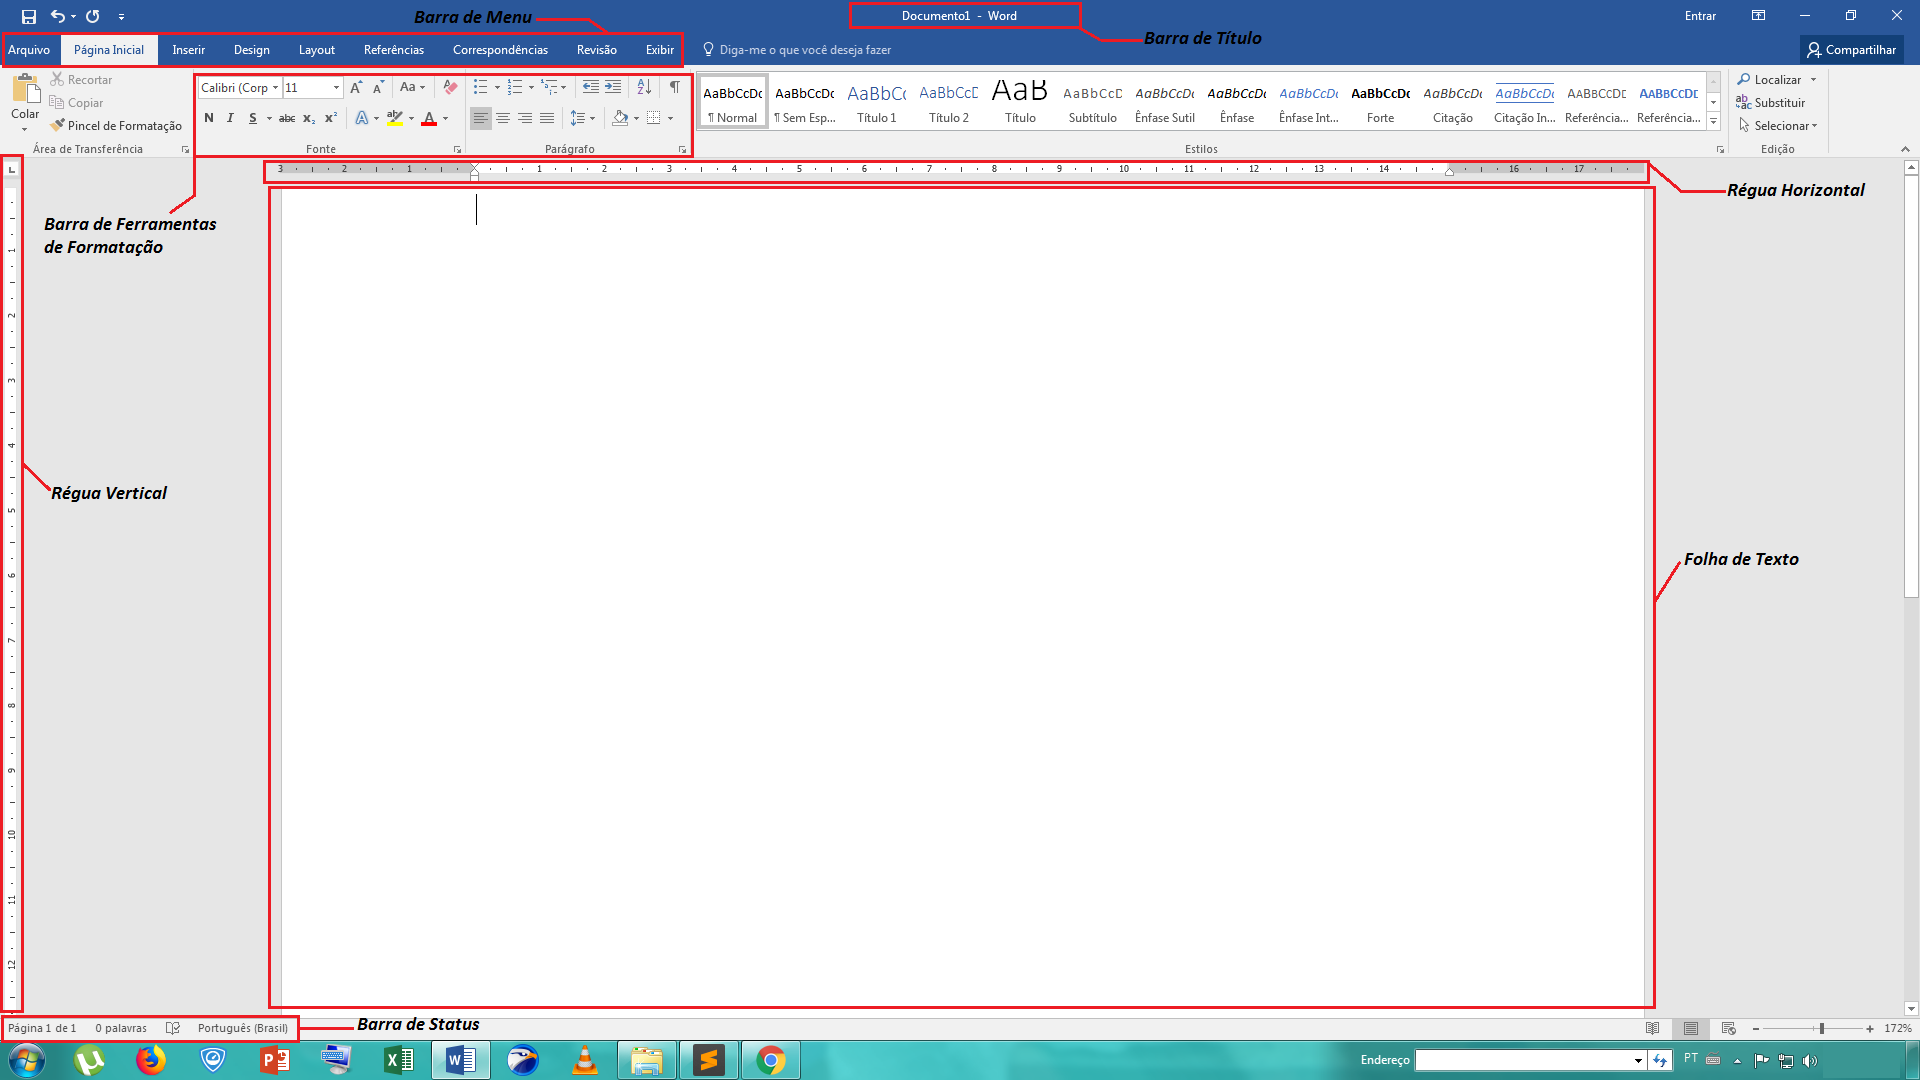 Barra de Menu
Documento1 - Word
Entrar
Barra de Título
Arquivo Página Inicial Inserir Design Layout Referências Correspondências Revisão Exibir Diga-me o que você deseja fazer Compartilhar
Recortar
Copiar
Pincel de Formatação
Colar
Área de Transferência
Calibri (Corp 11
Aa
N I S abc x₂ x²
A ab A
Fonte
Parágrafo
AaBbCcDc AaBbCcDc AaBbCc AaBbCcD AaB AaBbCcD AaBbCcDc AaBbCcDc AaBbCcDc AaBbCcDc AaBbCcDc AaBbCcDc AABBCCDE AABBCCDE
¶ Normal ¶ Sem Esp... Título 1 Título 2 Título Subtítulo Ênfase Sutil Ênfase Ênfase Int... Forte Citação Citação In... Referência... Referência...
Estilos
Localizar
Substituir
Selecionar
Edição
3 2 1 1 2 3 4 5 6 7 8 9 10 11 12 13 14 16 17
Régua Horizontal
Barra de Ferramentas
de Formatação
1
2
3
4
5
6
7
8
9
10
11
12
Régua Vertical
Folha de Texto
Página 1 de 1 0 palavras Português (Brasil)
Barra de Status
172%
Endereço
PT